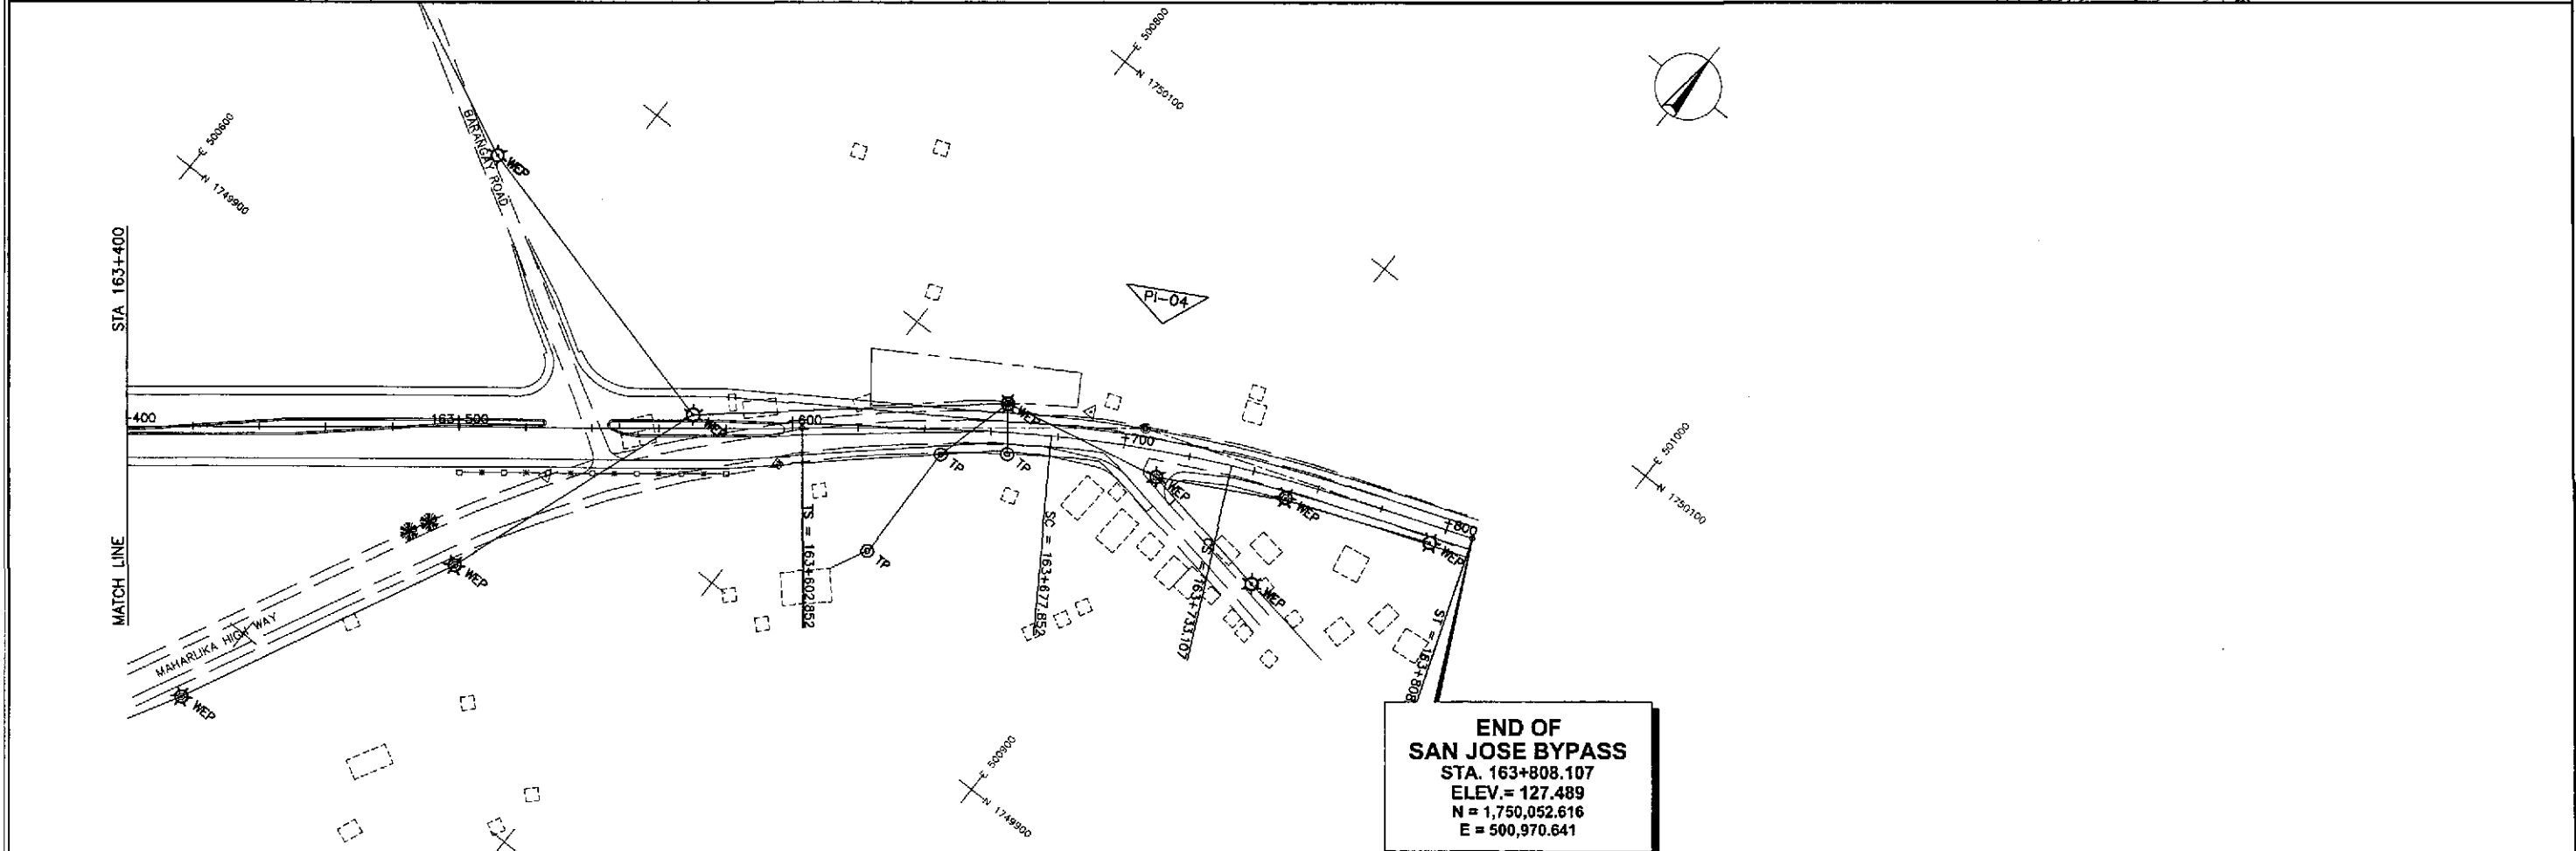 E 500800
N 1750100
E 500600
N 1749900
BARANGAY ROAD
WEP
STA 163+400
MATCH LINE
PI-04
400
163+500
WEP
+600
WEP
+700
TP
TP
WEP
WEP
+800
WEP
E 501000
N 1750100
TP
WEP
WEP
TS = 163+602.852
SC = 163+677.852
CS = 163+733.107
ST = 163+808
MAHARLIKA HIGH WAY
WEP
E 500900
N 1749900
END OF
SAN JOSE BYPASS
STA. 163+808.107
ELEV.= 127.489
N = 1,750,052.616
E = 500,970.641